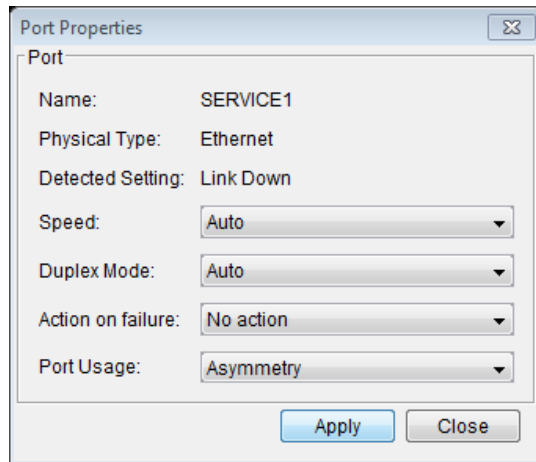 Port Properties
Port
Name: SERVICE1
Physical Type: Ethernet
Detected Setting: Link Down
Speed: Auto
Duplex Mode: Auto
Action on failure: No action
Port Usage: Asymmetry
Apply Close